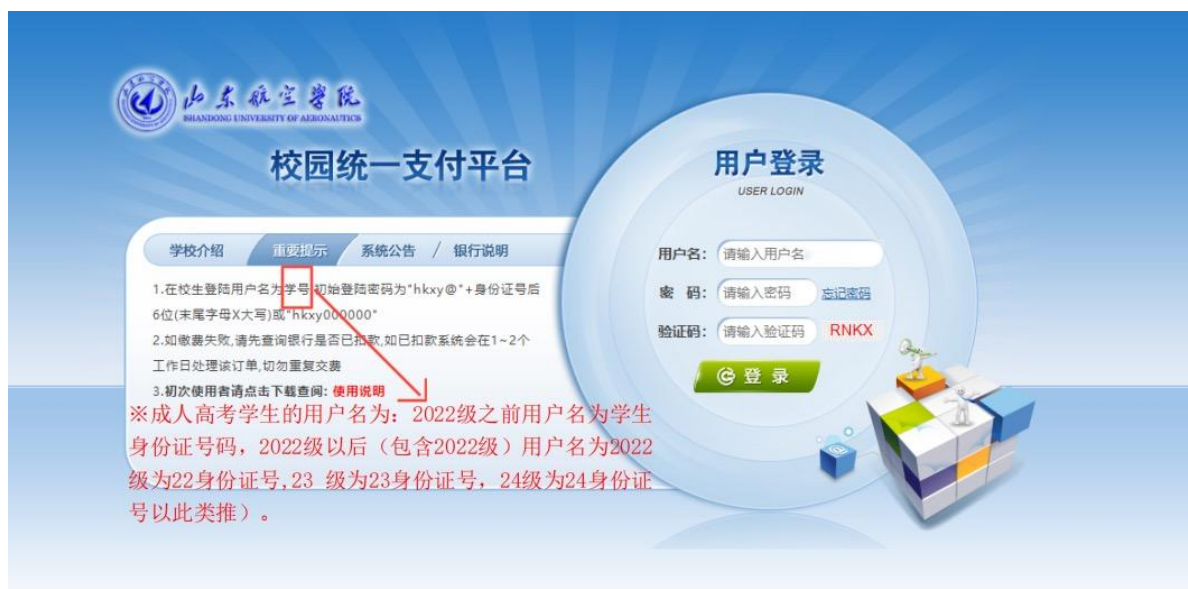 山东航空学院
SHANDONG UNIVERSITY OF AERONAUTICS
校园统一支付平台
学校介绍 重要提示 系统公告 / 银行说明
1.在校生登陆用户名为学号,初始登陆密码为"hkxy@"+身份证号后
6位(末尾字母X大写)或"hkxy000000"
2.如缴费失败,请先查询银行是否已扣款,如已扣款系统会在1~2个
工作日处理该订单,切勿重复交费
3.初次使用者请点击下载查阅: 使用说明
※成人高考学生的用户名为：2022级之前用户名为学生
身份证号码，2022级以后（包含2022级）用户名为2022
级为22身份证号,23 级为23身份证号，24级为24身份证
号以此类推）。
用户登录
USER LOGIN
用户名: 请输入用户名
密 码: 请输入密码 忘记密码
验证码: 请输入验证码 RNKX
登 录